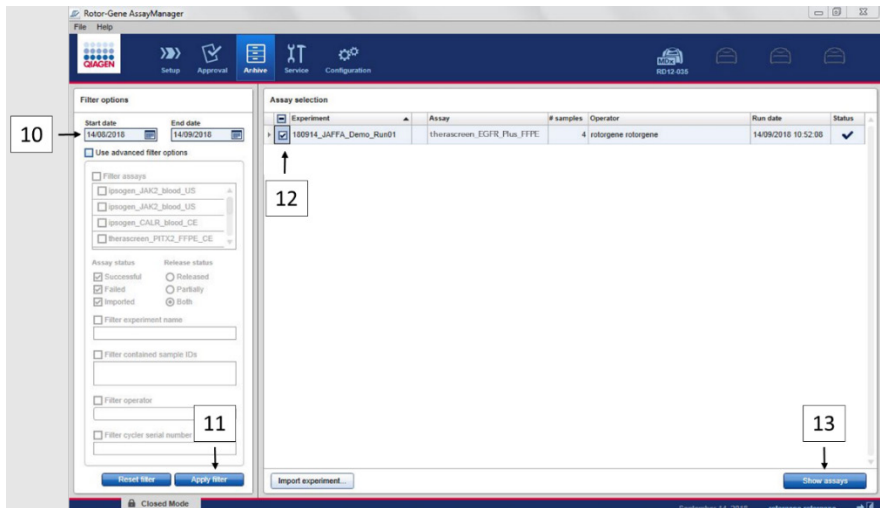 Rotor-Gene AssayManager
File Help
QIAGEN
Setup Approval Archive Service Configuration
MDx
RD12-035
Filter options
Assay selection
Start date End date
14/08/2018 14/09/2018
10
Use advanced filter options
Experiment Assay # samples Operator Run date Status
180914_JAFFA_Demo_Run01 therascreen_EGFR_Plus_FFPE 4 rotorgene rotorgene 14/09/2018 10:52:08
12
Filter assays
ipsogen_JAK2_blood_US
ipsogen_JAK2_blood_US
ipsogen_CALR_blood_CE
therascreen_PITX2_FFPE_CE
Assay status Release status
Successful Released
Failed Partially
Imported Both
Filter experiment name
Filter contained sample IDs
Filter operator
11
Filter cycler serial number
13
Reset filter Apply filter
Import experiment...
Show assays
Closed Mode
rotorgene rotorgene